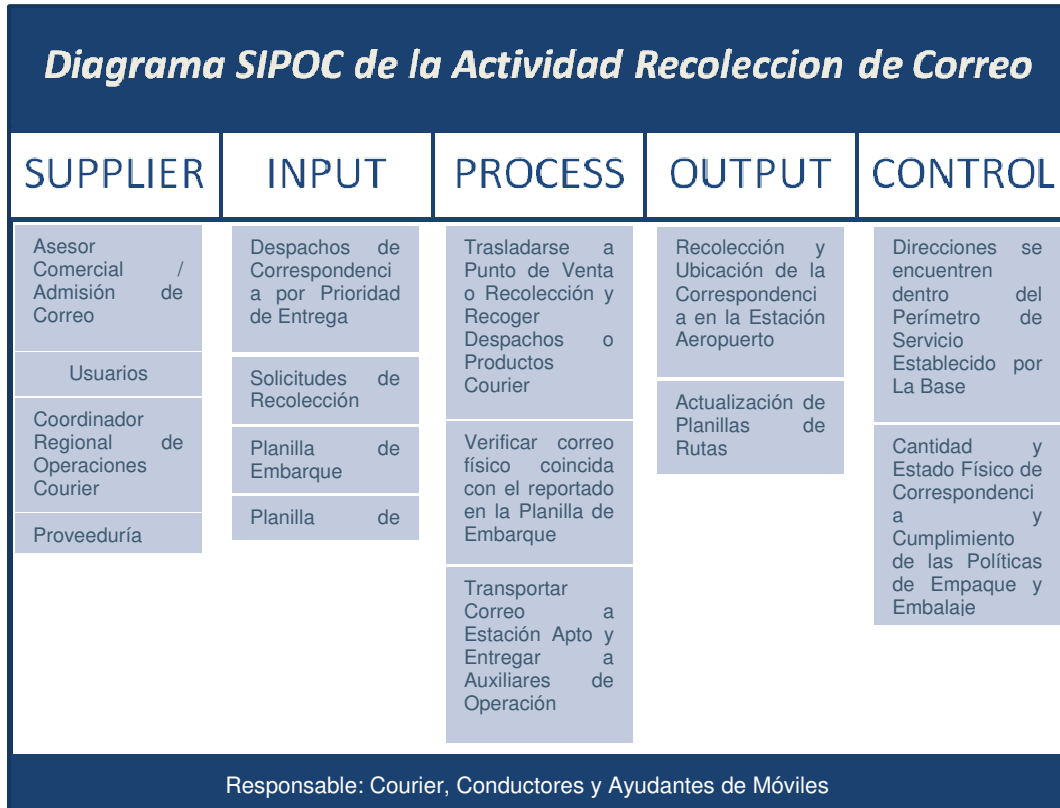 Diagrama SIPOC de la Actividad Recoleccion de Correo
SUPPLIER
INPUT
PROCESS
OUTPUT
CONTROL
Asesor
Comercial /
Admisión de
Correo
Usuarios
Coordinador
Regional de
Operaciones
Courier
Proveeduría
Despachos de
Correspondenci
a por Prioridad
de Entrega
Solicitudes de
Recolección
Planilla de
Embarque
Planilla de
Trasladarse a
Punto de Venta
o Recolección y
Recoger
Despachos o
Productos
Courier
Verificar correo
físico coincida
con el reportado
en la Planilla de
Embarque
Transportar
Correo a
Estación Apto y
Entregar a
Auxiliares de
Operación
Recolección y
Ubicación de la
Correspondenci
a en la Estación
Aeropuerto
Actualización de
Planillas de
Rutas
Direcciones se
encuentren
dentro del
Perímetro de
Servicio
Establecido por
La Base
Cantidad y
Estado Físico de
Correspondenci
a y
Cumplimiento
de las Políticas
de Empaque y
Embalaje
Responsable: Courier, Conductores y Ayudantes de Móviles